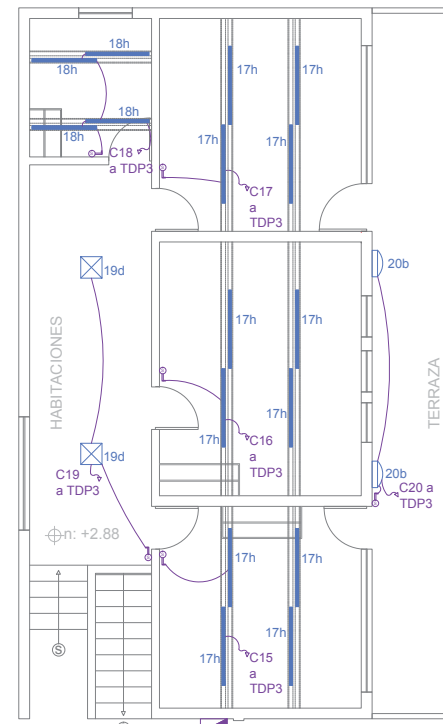 18h
18h
18h
18h
C18
a TDP3
17h
17h
17h
17h
C17
a
TDP3
19d
20b
HABITACIONES
TERRAZA
17h
17h
17h
17h
C16
a
TDP3
19d
C19
a TDP3
20b
C20 a
TDP3
n: +2.88
17h
17h
17h
17h
C15
a
TDP3
S